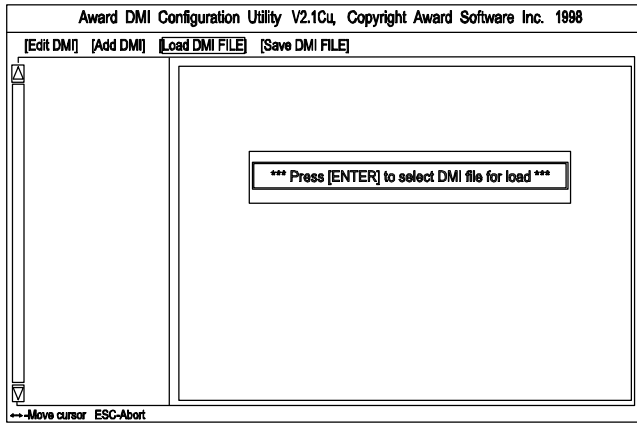 Award DMI Configuration Utility V2.1Cu, Copyright Award Software Inc. 1998
[Edit DMI] [Add DMI] [Load DMI FILE] [Save DMI FILE]
*** Press [ENTER] to select DMI file for load ***
↔-Move cursor ESC-Abort